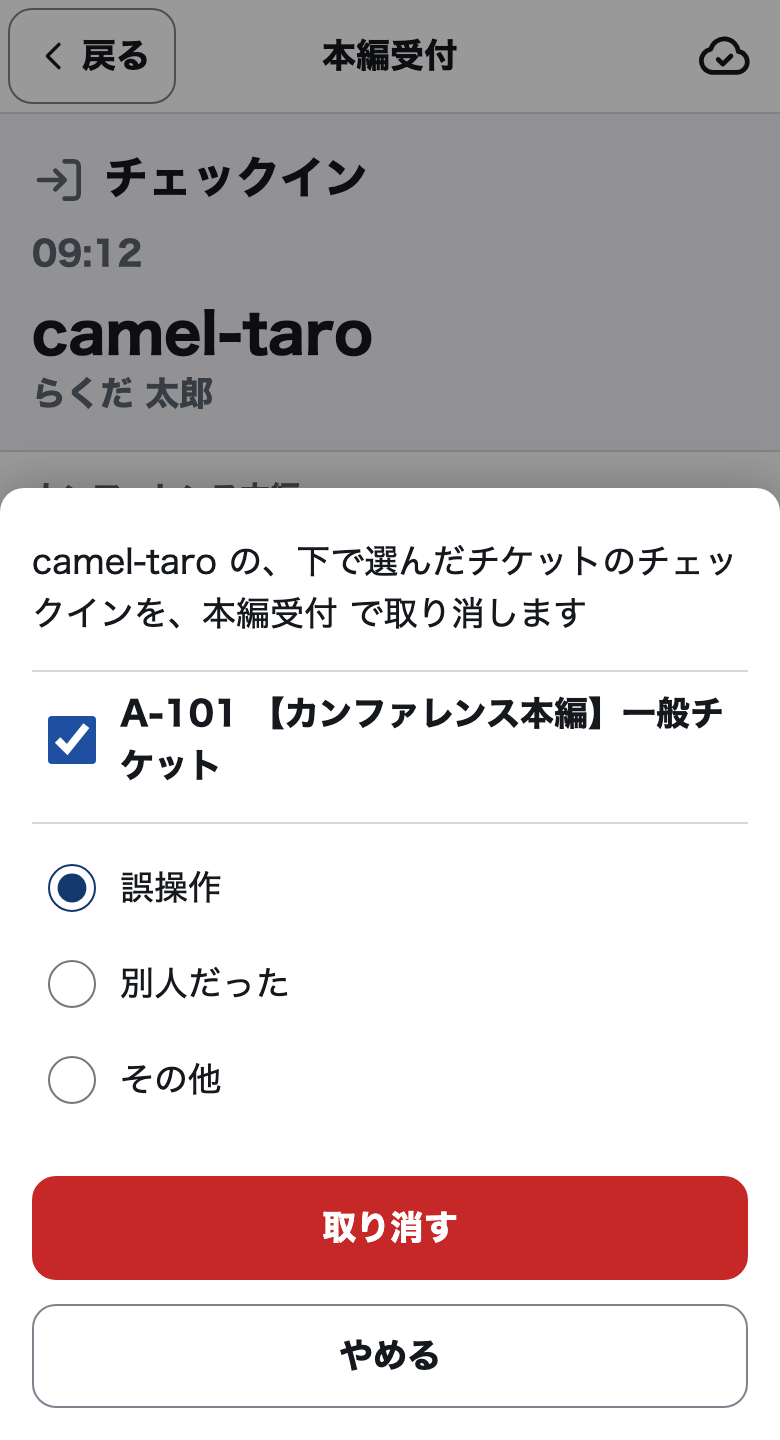 戻る
本編受付
チェックイン
09:12
camel-taro
らくだ 太郎
camel-taro の、下で選んだチケットのチェッ
クインを、本編受付 で取り消します
A-101 【カンファレンス本編】一般チ
ケット
誤操作
別人だった
その他
取り消す
やめる